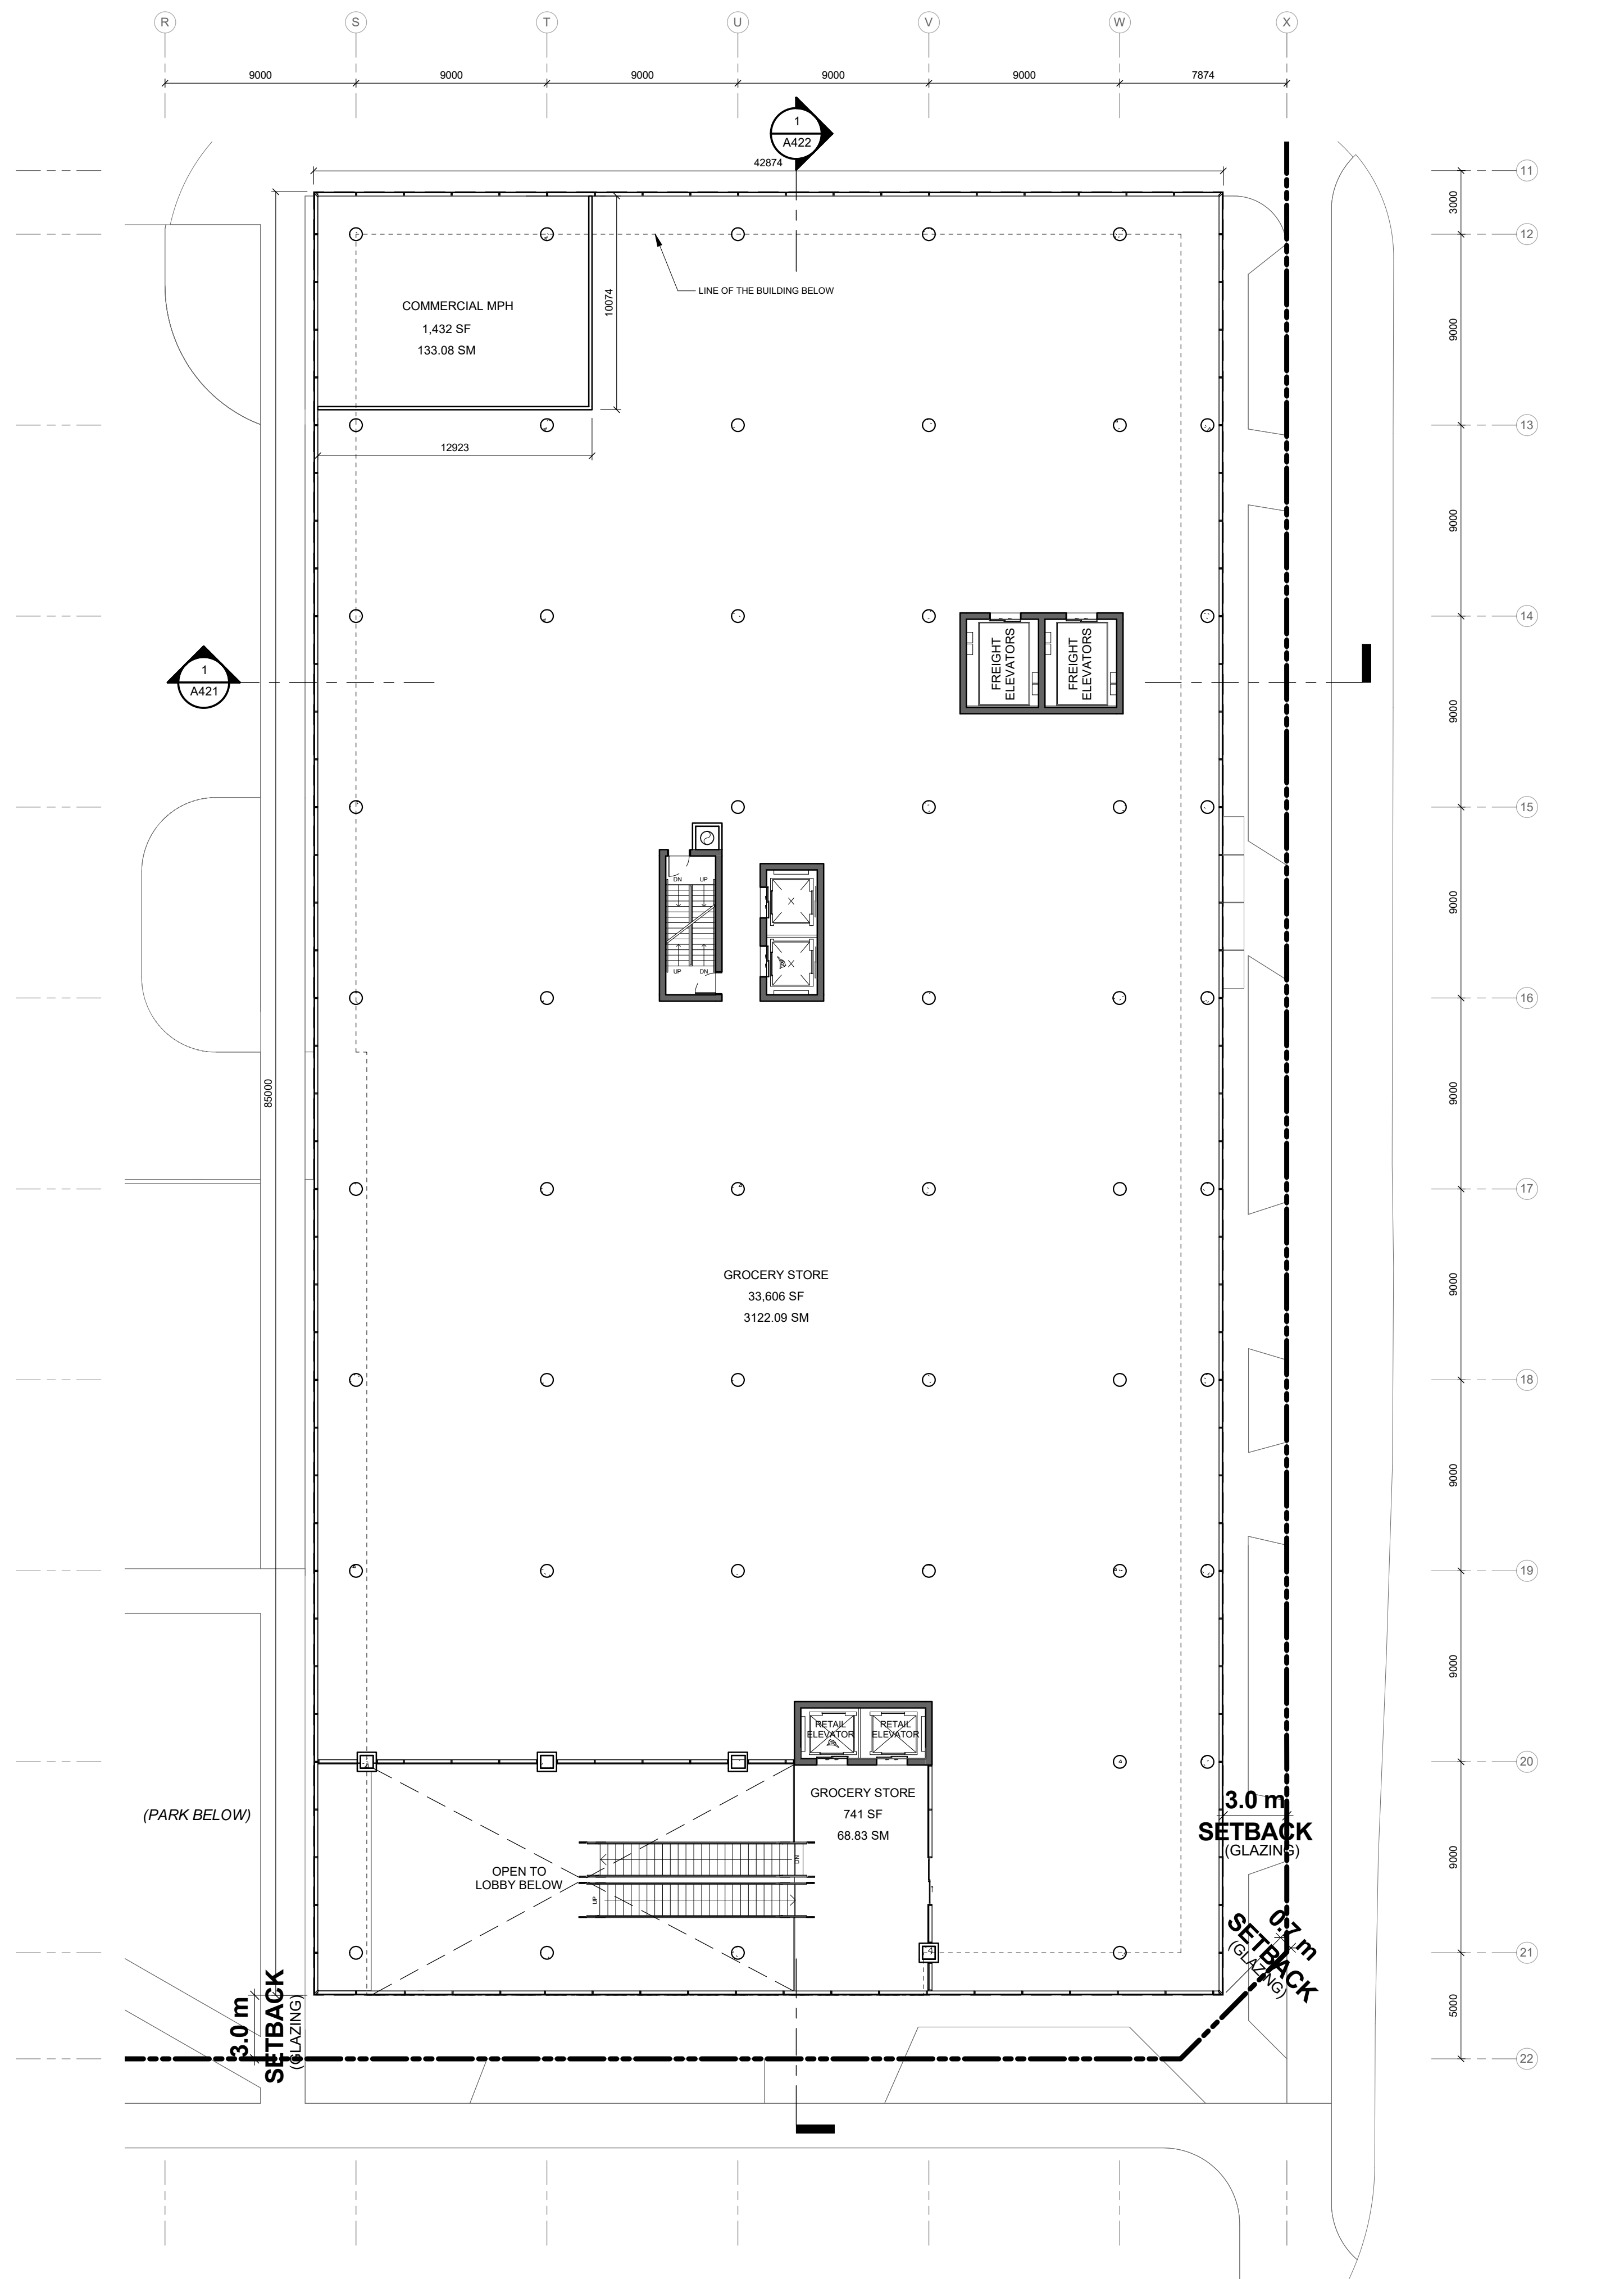 R S T U V W X
9000 9000 9000 9000 9000 7874
1
A422
42874
11
3000
12
LINE OF THE BUILDING BELOW
COMMERCIAL MPH
1,432 SF
133.08 SM
10074
9000
13
12923
9000
14
FREIGHT
ELEVATORS
FREIGHT
ELEVATORS
1
A421
9000
15
DN UP
9000
UP DN
16
85000
9000
17
GROCERY STORE
33,606 SF
3122.09 SM
9000
18
9000
19
9000
RETAIL
ELEVATOR
RETAIL
ELEVATOR
20
GROCERY STORE
741 SF
68.83 SM
(PARK BELOW)
3.0 m
SETBACK
(GLAZING)
9000
DN
OPEN TO
LOBBY BELOW
UP
0.7 m
SETBACK
(GLAZING)
21
3.0 m
SETBACK
(GLAZING)
5000
22